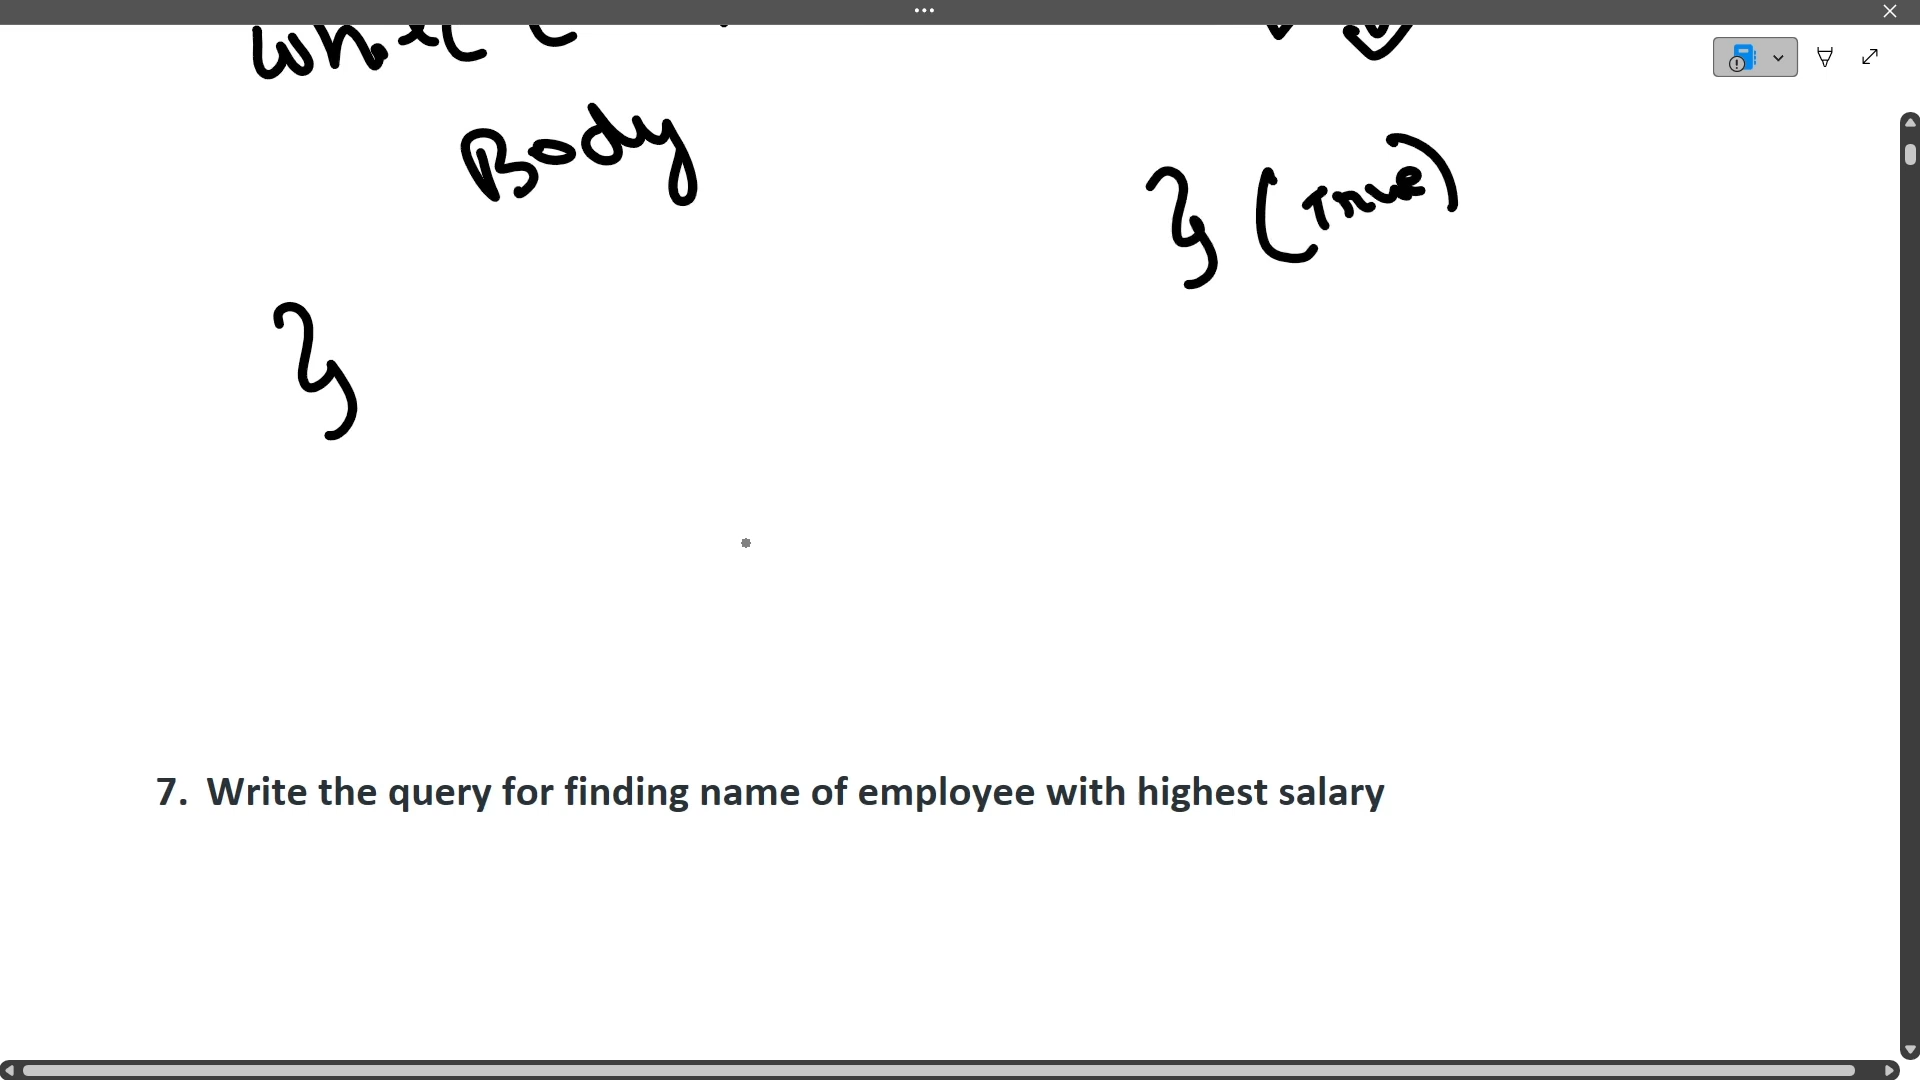 Body
} (True)
}
7. Write the query for finding name of employee with highest salary